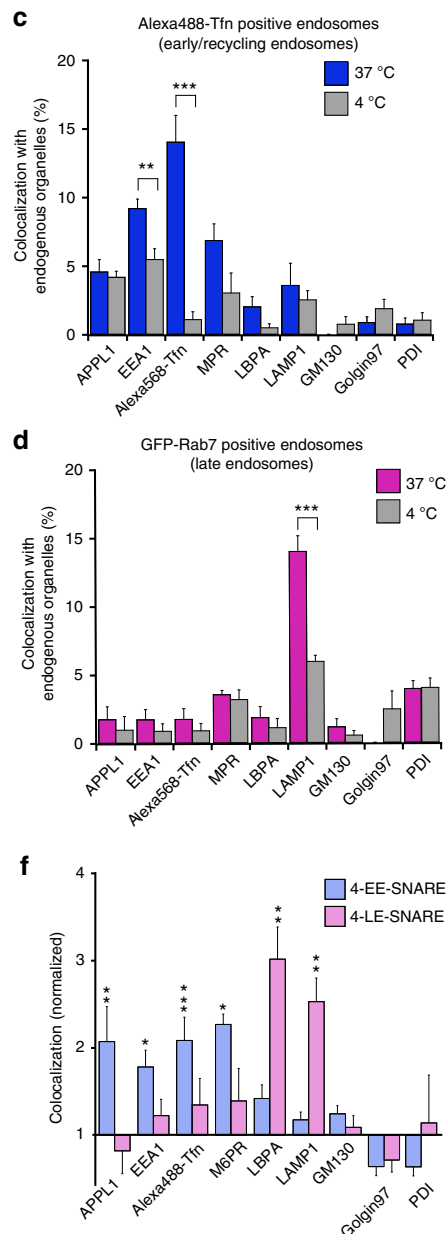 c
Alexa488-Tfn positive endosomes
(early/recycling endosomes)
20
15
10
5
0
Colocalization with
endogenous organelles (%)
37 °C
4 °C
***
**
APPL1
EEA1
Alexa568-Tfn
MPR
LBPA
LAMP1
GM130
Golgin97
PDI
d
GFP-Rab7 positive endosomes
(late endosomes)
20
15
10
5
0
Colocalization with
endogenous organelles (%)
37 °C
4 °C
***
APPL1
EEA1
Alexa568-Tfn
MPR
LBPA
LAMP1
GM130
Golgin97
PDI
f
4
3
2
1
Colocalization (normalized)
4-EE-SNARE
4-LE-SNARE
**
*
***
*
**
**
APPL1
EEA1
Alexa488-Tfn
M6PR
LBPA
LAMP1
GM130
Golgin97
PDI